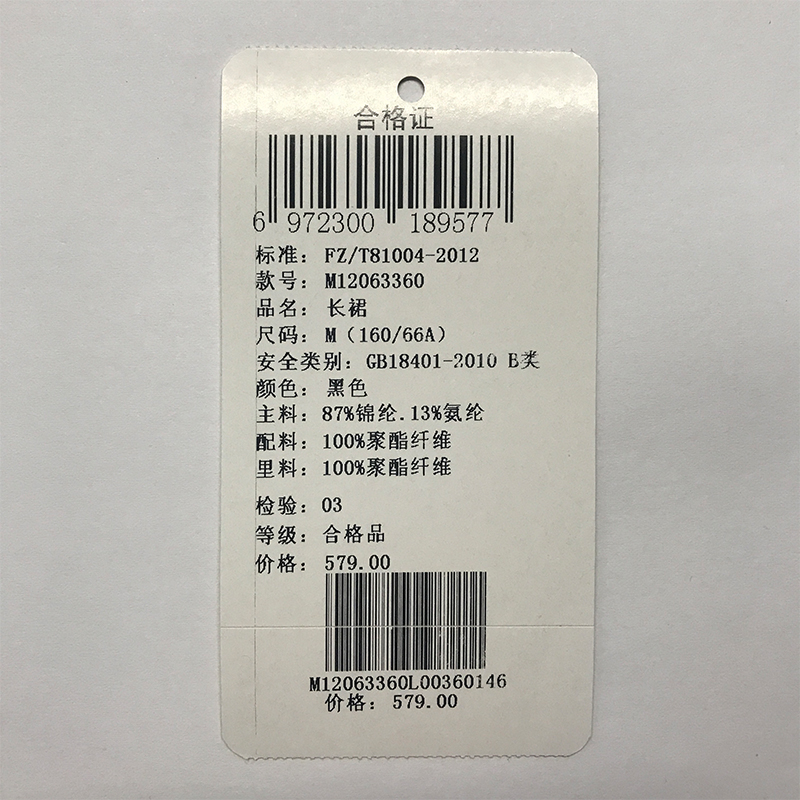 合格证
6 972300 189577
标准: FZ/T81004-2012
款号: M12063360
品名: 长裙
尺码: M（160/66A）
安全类别: GB18401-2010 B类
颜色: 黑色
主料: 87%锦纶.13%氨纶
配料: 100%聚酯纤维
里料: 100%聚酯纤维
检验: 03
等级: 合格品
价格: 579.00
M12063360L00360146
价格: 579.00